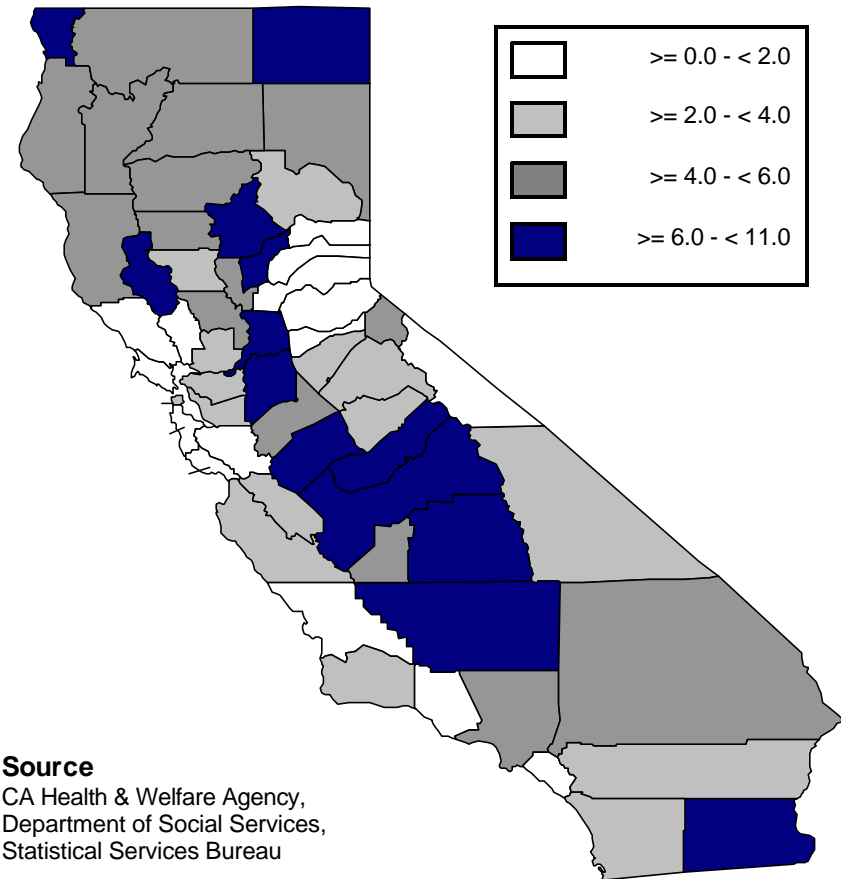 >= 0.0 - < 2.0
>= 2.0 - < 4.0
>= 4.0 - < 6.0
>= 6.0 - < 11.0
Source
CA Health & Welfare Agency,
Department of Social Services,
Statistical Services Bureau